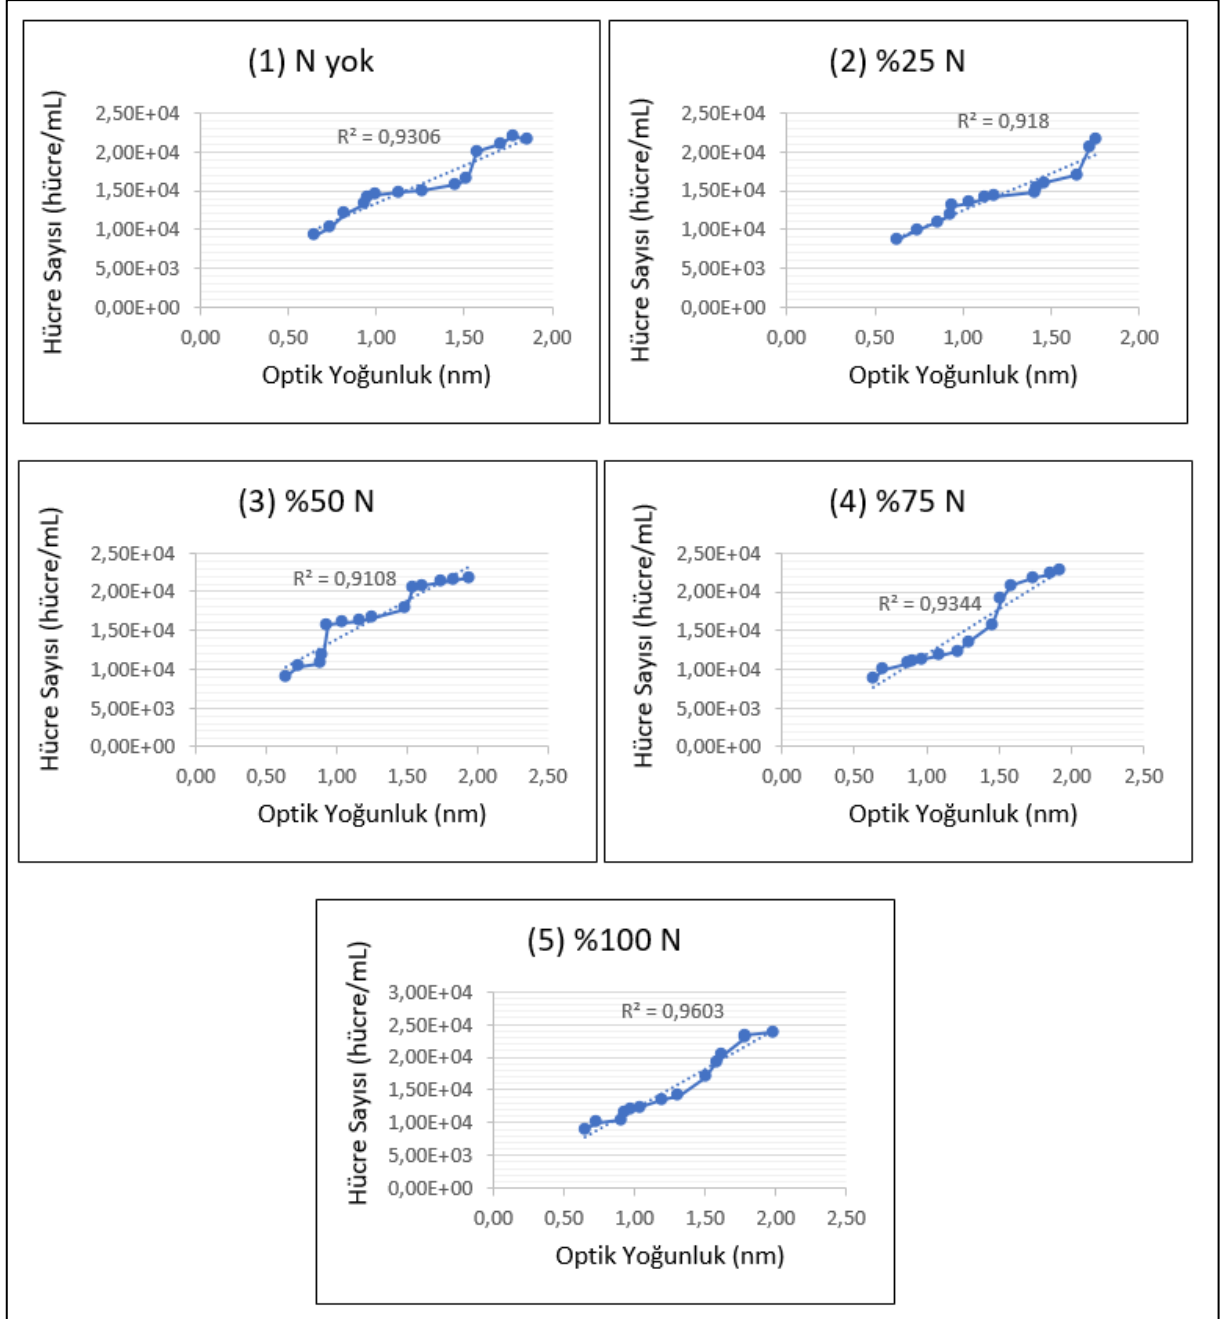 (1) N yok
Hücre Sayısı (hücre/mL)
2,50E+04
2,00E+04
1,50E+04
1,00E+04
5,00E+03
0,00E+00
R² = 0,9306
0,00 0,50 1,00 1,50 2,00
Optik Yoğunluk (nm)
(2) %25 N
Hücre Sayısı (hücre/mL)
2,50E+04
2,00E+04
1,50E+04
1,00E+04
5,00E+03
0,00E+00
R² = 0,918
0,00 0,50 1,00 1,50 2,00
Optik Yoğunluk (nm)
(3) %50 N
Hücre Sayısı (hücre/mL)
2,50E+04
2,00E+04
1,50E+04
1,00E+04
5,00E+03
0,00E+00
R² = 0,9108
0,00 0,50 1,00 1,50 2,00 2,50
Optik Yoğunluk (nm)
(4) %75 N
Hücre Sayısı (hücre/mL)
2,50E+04
2,00E+04
1,50E+04
1,00E+04
5,00E+03
0,00E+00
R² = 0,9344
0,00 0,50 1,00 1,50 2,00 2,50
Optik Yoğunluk (nm)
(5) %100 N
Hücre Sayısı (hücre/mL)
3,00E+04
2,50E+04
2,00E+04
1,50E+04
1,00E+04
5,00E+03
0,00E+00
R² = 0,9603
0,00 0,50 1,00 1,50 2,00 2,50
Optik Yoğunluk (nm)